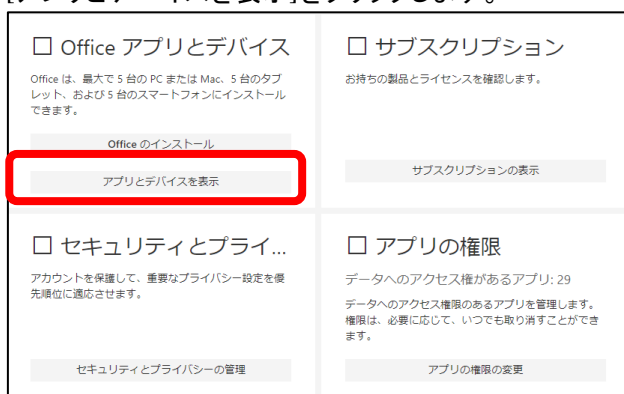 [アプリとデバイスを表示]をクリックします。
□ Office アプリとデバイス
Office は、最大で 5 台の PC または Mac、5 台のタブ
レット、および 5 台のスマートフォンにインストール
できます。
Office のインストール
アプリとデバイスを表示
□ サブスクリプション
お持ちの製品とライセンスを確認します。
サブスクリプションの表示
□ セキュリティとプライ...
アカウントを保護して、重要なプライバシー設定を優
先順位に適応させます。
セキュリティとプライバシーの管理
□ アプリの権限
データへのアクセス権があるアプリ: 29
データへのアクセス権限のあるアプリを管理します。
権限は、必要に応じて、いつでも取り消すことができ
ます。
アプリの権限の変更